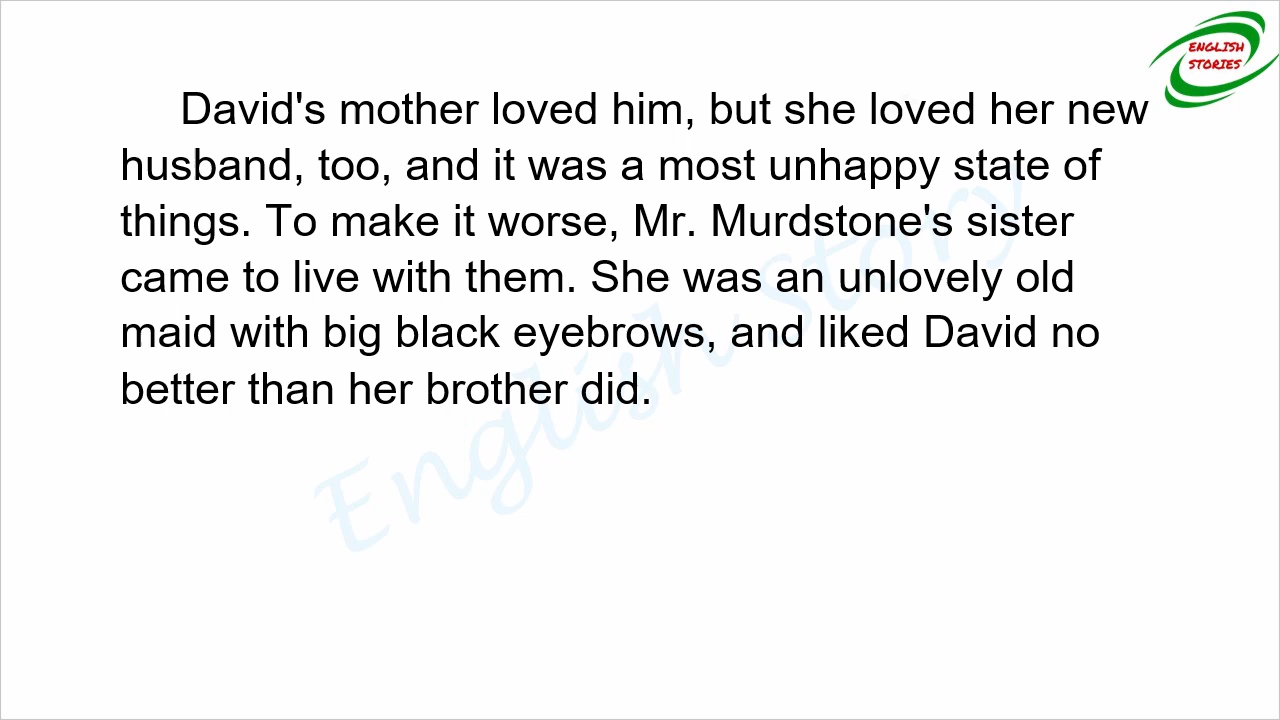 ENGLISH
STORIES
David's mother loved him, but she loved her new
husband, too, and it was a most unhappy state of
things. To make it worse, Mr. Murdstone's sister
came to live with them. She was an unlovely old
maid with big black eyebrows, and liked David no
better than her brother did.
English Story